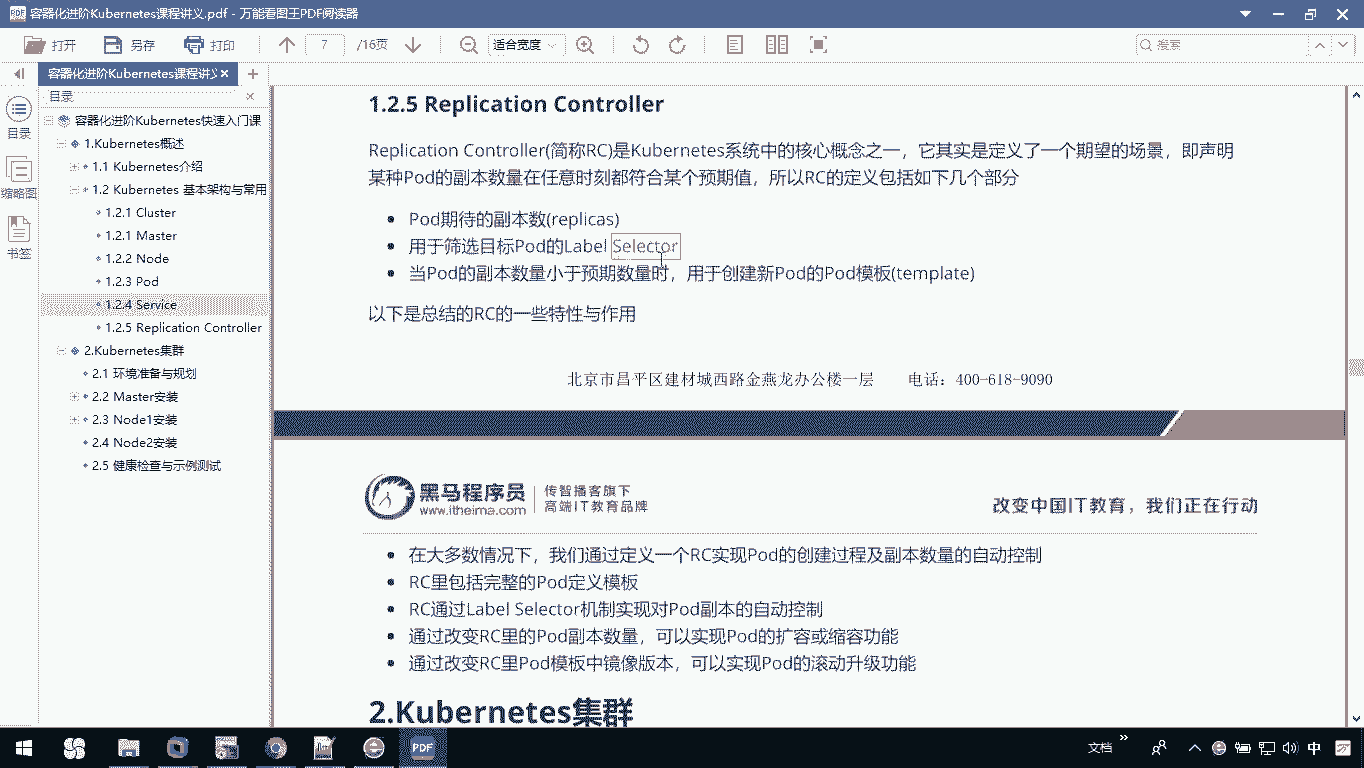 容器化进阶Kubernetes课程讲义.pdf - 万能看图王PDF阅读器
打开 另存 打印 7 /16页 适合宽度 搜索
容器化进阶Kubernetes课程讲义
目录
目录
缩略图
书签
容器化进阶Kubernetes快速入门课
1.Kubernetes概述
1.1 Kubernetes介绍
1.2 Kubernetes 基本架构与常用
1.2.1 Cluster
1.2.1 Master
1.2.2 Node
1.2.3 Pod
1.2.4 Service
1.2.5 Replication Controller
2.Kubernetes集群
2.1 环境准备与规划
2.2 Master安装
2.3 Node1安装
2.4 Node2安装
2.5 健康检查与示例测试
1.2.5 Replication Controller
Replication Controller(简称RC)是Kubernetes系统中的核心概念之一，它其实是定义了一个期望的场景，即声明
某种Pod的副本数量在任意时刻都符合某个预期值，所以RC的定义包括如下几个部分
Pod期待的副本数(replicas)
用于筛选目标Pod的Label Selector
当Pod的副本数量小于预期数量时，用于创建新Pod的Pod模板(template)
以下是总结的RC的一些特性与作用
北京市昌平区建材城西路金燕龙办公楼一层 电话：400-618-9090
黑马程序员
www.itheima.com
传智播客旗下
高端IT教育品牌
改变中国IT教育，我们正在行动
在大多数情况下，我们通过定义一个RC实现Pod的创建过程及副本数量的自动控制
RC里包括完整的Pod定义模板
RC通过Label Selector机制实现对Pod副本的自动控制
通过改变RC里的Pod副本数量，可以实现Pod的扩容或缩容功能
通过改变RC里Pod模板中镜像版本，可以实现Pod的滚动升级功能
2.Kubernetes集群
PDF
文档
中